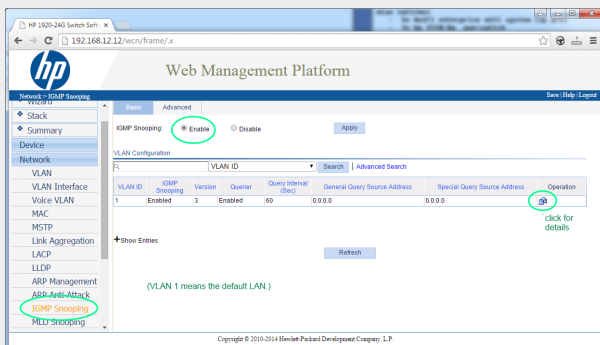 HP 1920-24G Switch Soft
192.168.12.12/wcn/frame/.x
hp
Web Management Platform
Network > IGMP Snooping
Save | Help | Logout
Wizard
Stack
Summary
Device
Network
VLAN
VLAN Interface
Voice VLAN
MAC
MSTP
Link Aggregation
LACP
LLDP
ARP Management
ARP Anti-Attack
IGMP Snooping
MLD Snooping
Basic Advanced
IGMP Snooping: Enable Disable Apply
VLAN Configuration
VLAN ID Search | Advanced Search
VLAN ID IGMP Snooping Version Querier Query Interval (Sec) General Query Source Address Special Query Source Address Operation
1 Enabled 3 Enabled 60 0.0.0.0 0.0.0.0
click for
details
+Show Entries
Refresh
(VLAN 1 means the default LAN.)
Copyright © 2010-2014 Hewlett-Packard Development Company, L.P.